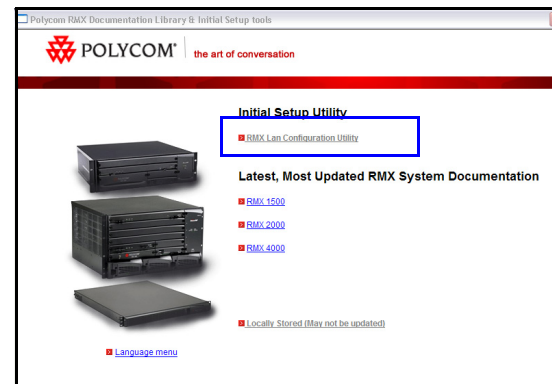 Polycom RMX Documentation Library & Initial Setup tools
POLYCOM®
the art of conversation
Initial Setup Utility
RMX Lan Configuration Utility
Latest, Most Updated RMX System Documentation
RMX 1500
RMX 2000
RMX 4000
Locally Stored (May not be updated)
Language menu